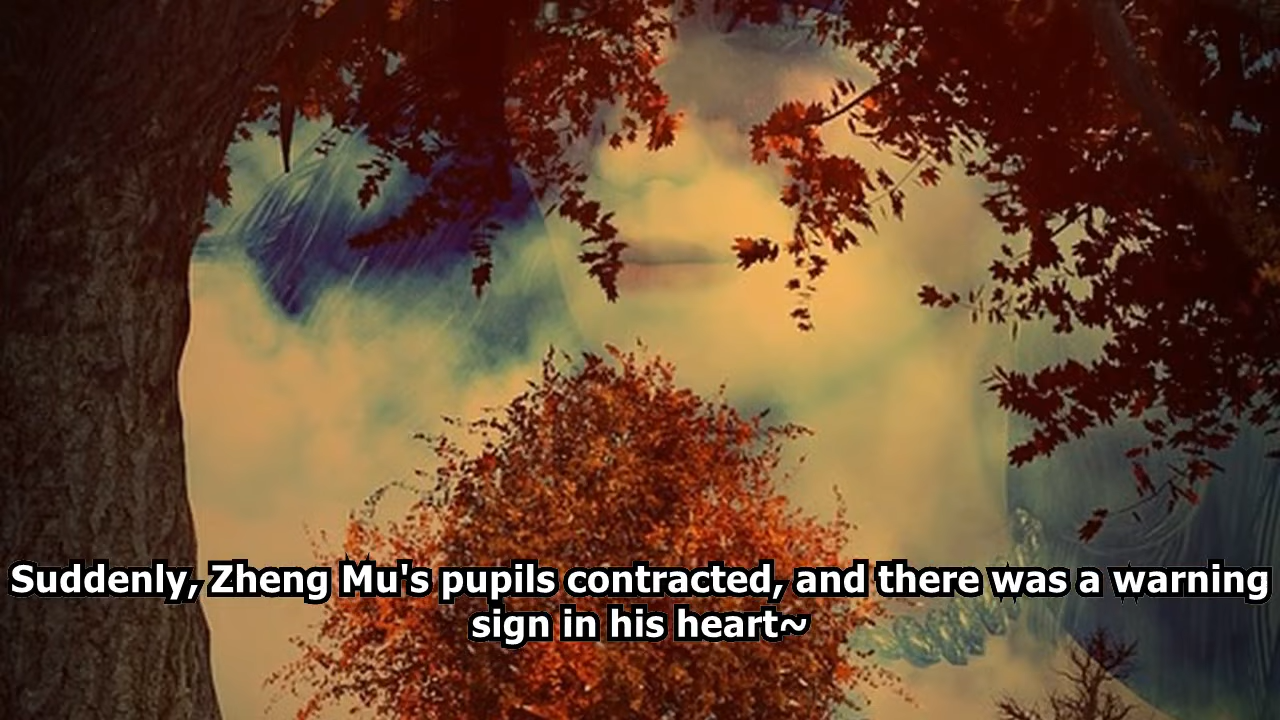 Suddenly, Zheng Mu's pupils contracted, and there was a warning
sign in his heart~